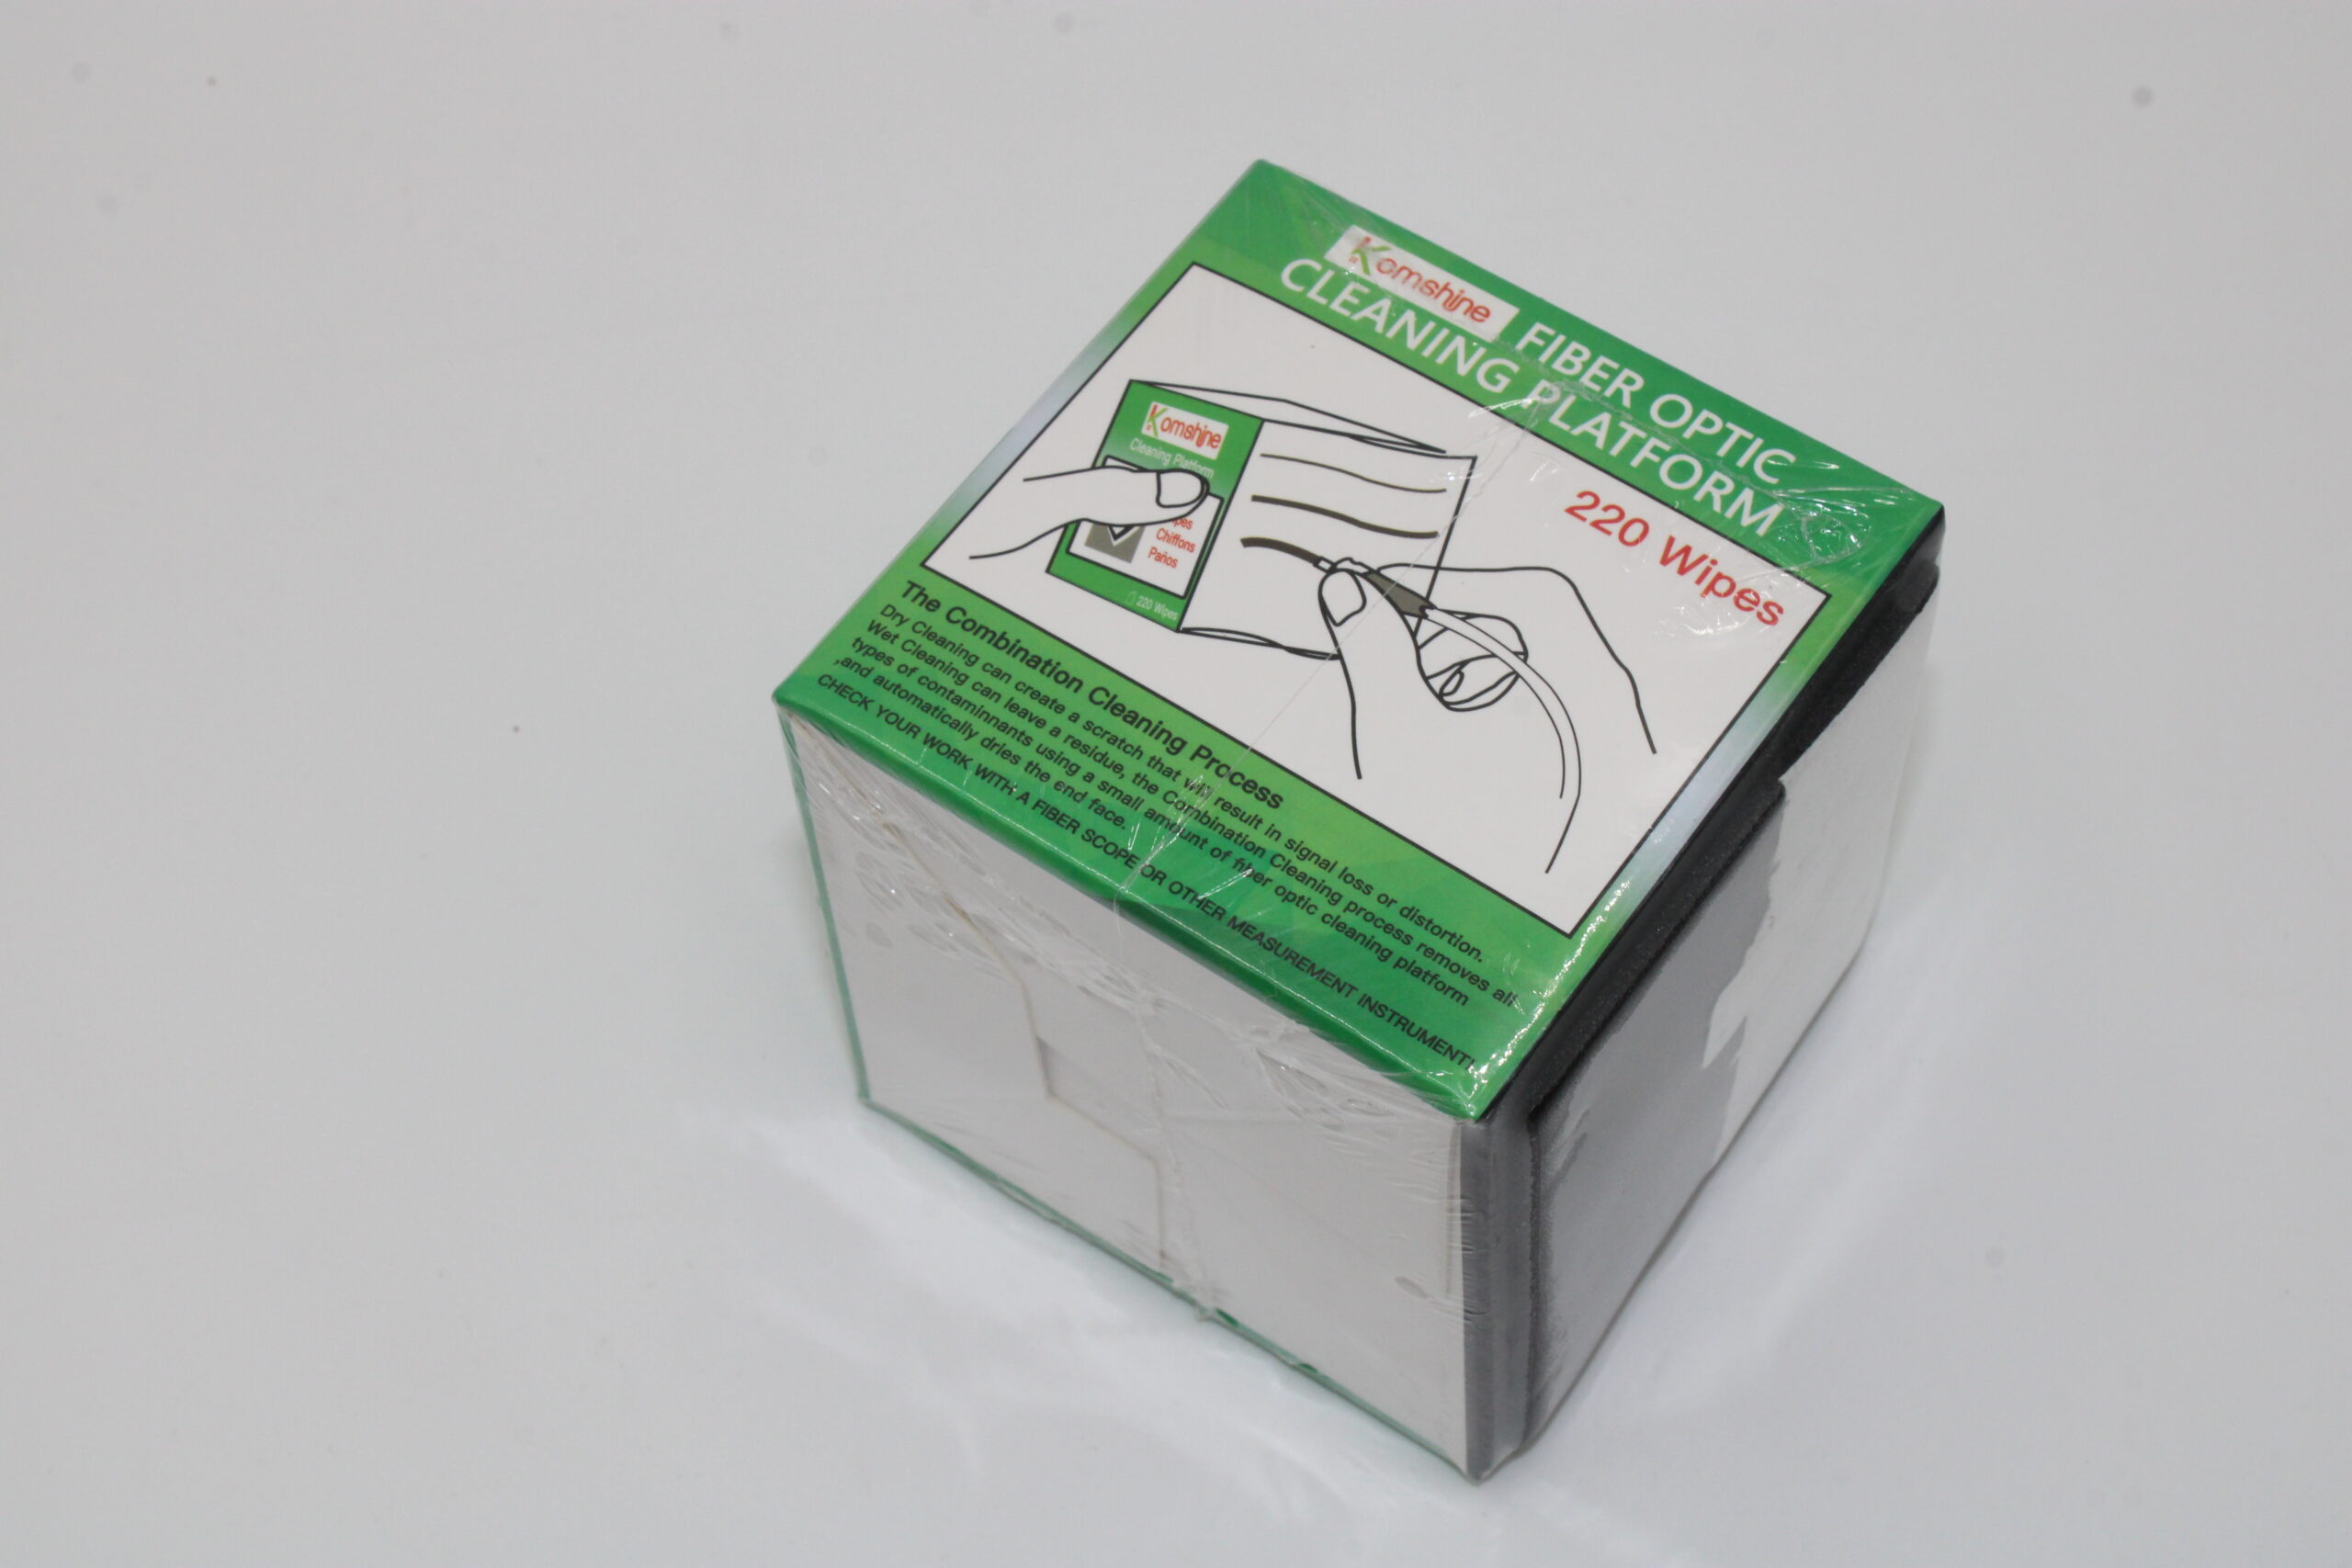 Komshine FIBER OPTIC
CLEANING PLATFORM
220 Wipes
Komshine
Cleaning Platform
Chiffons
Paños
220 Wipes
The Combination Cleaning Process
Dry Cleaning can create a scratch that will result in signal loss or distortion.
Wet Cleaning can leave a residue, the Combination Cleaning process removes all
types of contaminnants using a small amount of fiber optic cleaning platform
,and automatically dries the end face.
CHECK YOUR WORK WITH A FIBER SCOPE OR OTHER MEASUREMENT INSTRUMENT!